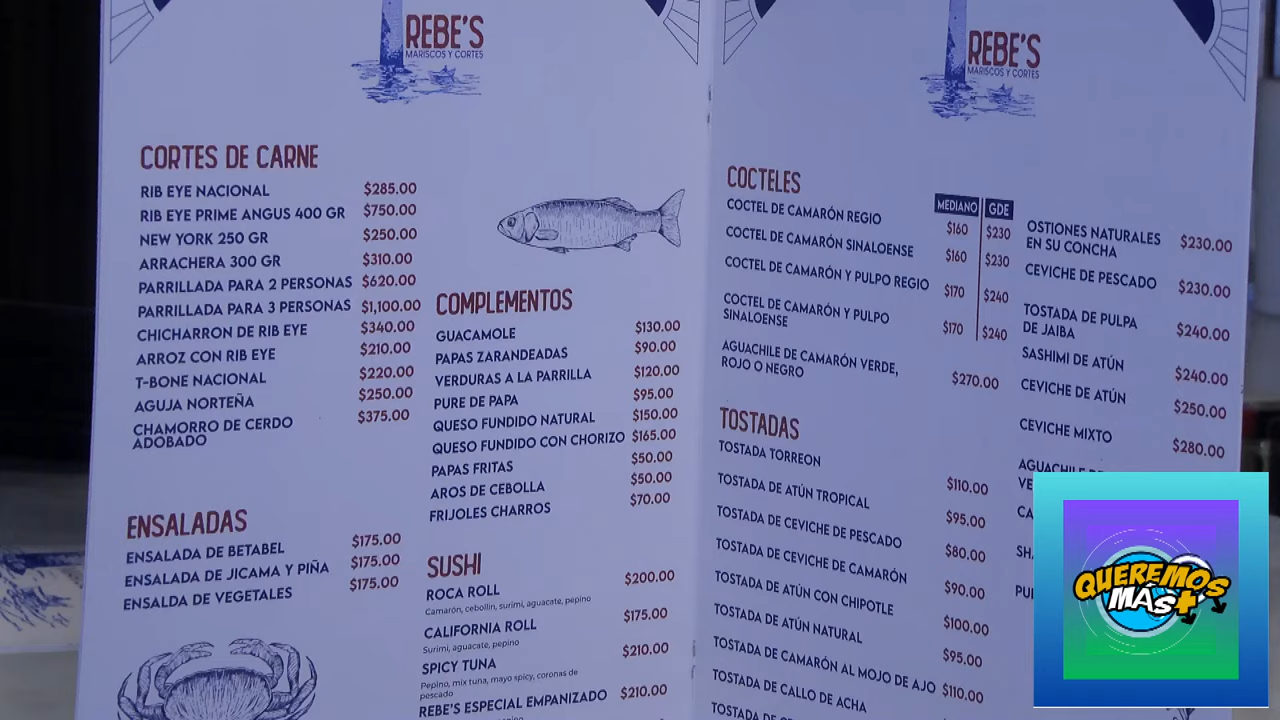 REBE'S
MARISCOS Y CORTES
CORTES DE CARNE
RIB EYE NACIONAL $285.00
RIB EYE PRIME ANGUS 400 GR $750.00
NEW YORK 250 GR $250.00
ARRACHERA 300 GR $310.00
PARRILLADA PARA 2 PERSONAS $620.00
PARRILLADA PARA 3 PERSONAS $1,100.00
CHICHARRON DE RIB EYE $340.00
ARROZ CON RIB EYE $210.00
T-BONE NACIONAL $220.00
AGUJA NORTEÑA $250.00
CHAMORRO DE CERDO $375.00
ADOBADO
ENSALADAS
ENSALADA DE BETABEL $175.00
ENSALADA DE JICAMA Y PIÑA $175.00
ENSALDA DE VEGETALES $175.00
COMPLEMENTOS
GUACAMOLE $130.00
PAPAS ZARANDEADAS $90.00
VERDURAS A LA PARRILLA $120.00
PURE DE PAPA $95.00
QUESO FUNDIDO NATURAL $150.00
QUESO FUNDIDO CON CHORIZO $165.00
PAPAS FRITAS $50.00
AROS DE CEBOLLA $50.00
FRIJOLES CHARROS $70.00
SUSHI
ROCA ROLL $200.00
Camarón, cebollin, surimi, aguacate, pepino
CALIFORNIA ROLL $175.00
Surimi, aguacate, pepino
SPICY TUNA $210.00
Pepino, mix tuna, mayo spicy, coronas de
pescado
REBE'S ESPECIAL EMPANIZADO $210.00
REBE'S
MARISCOS Y CORTES
COCTELES
MEDIANO GDE
COCTEL DE CAMARÓN REGIO $160 $230
COCTEL DE CAMARÓN SINALOENSE $160 $230
COCTEL DE CAMARÓN Y PULPO REGIO $170 $240
COCTEL DE CAMARÓN Y PULPO
SINALOENSE $170 $240
AGUACHILE DE CAMARÓN VERDE,
ROJO O NEGRO $270.00
TOSTADAS
TOSTADA TORREON $110.00
TOSTADA DE ATÚN TROPICAL $95.00
TOSTADA DE CEVICHE DE PESCADO $80.00
TOSTADA DE CEVICHE DE CAMARÓN $90.00
TOSTADA DE ATÚN CON CHIPOTLE $100.00
TOSTADA DE ATÚN NATURAL $95.00
TOSTADA DE CAMARÓN AL MOJO DE AJO $110.00
TOSTADA DE CALLO DE ACHA
TOSTADA DE
OSTIONES NATURALES
EN SU CONCHA $230.00
CEVICHE DE PESCADO $230.00
TOSTADA DE PULPA
DE JAIBA $240.00
SASHIMI DE ATÚN $240.00
CEVICHE DE ATÚN $250.00
CEVICHE MIXTO $280.00
AGUACHILE
QUEREMOS
MÁS+